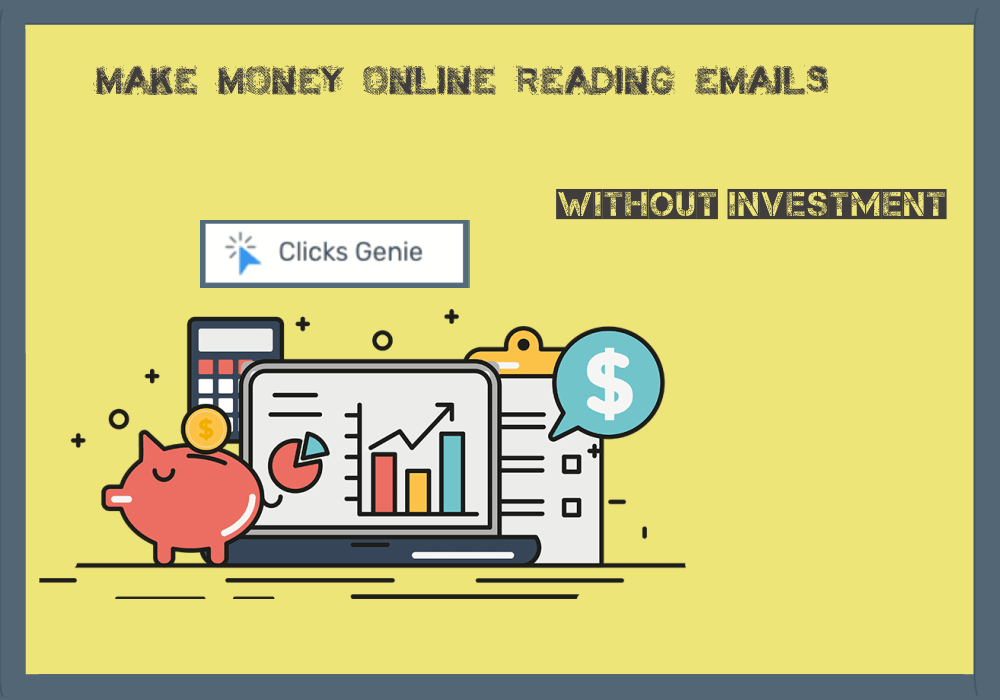 MAKE MONEY ONLINE READING EMAILS
WITHOUT INVESTMENT
Clicks Genie
$
$